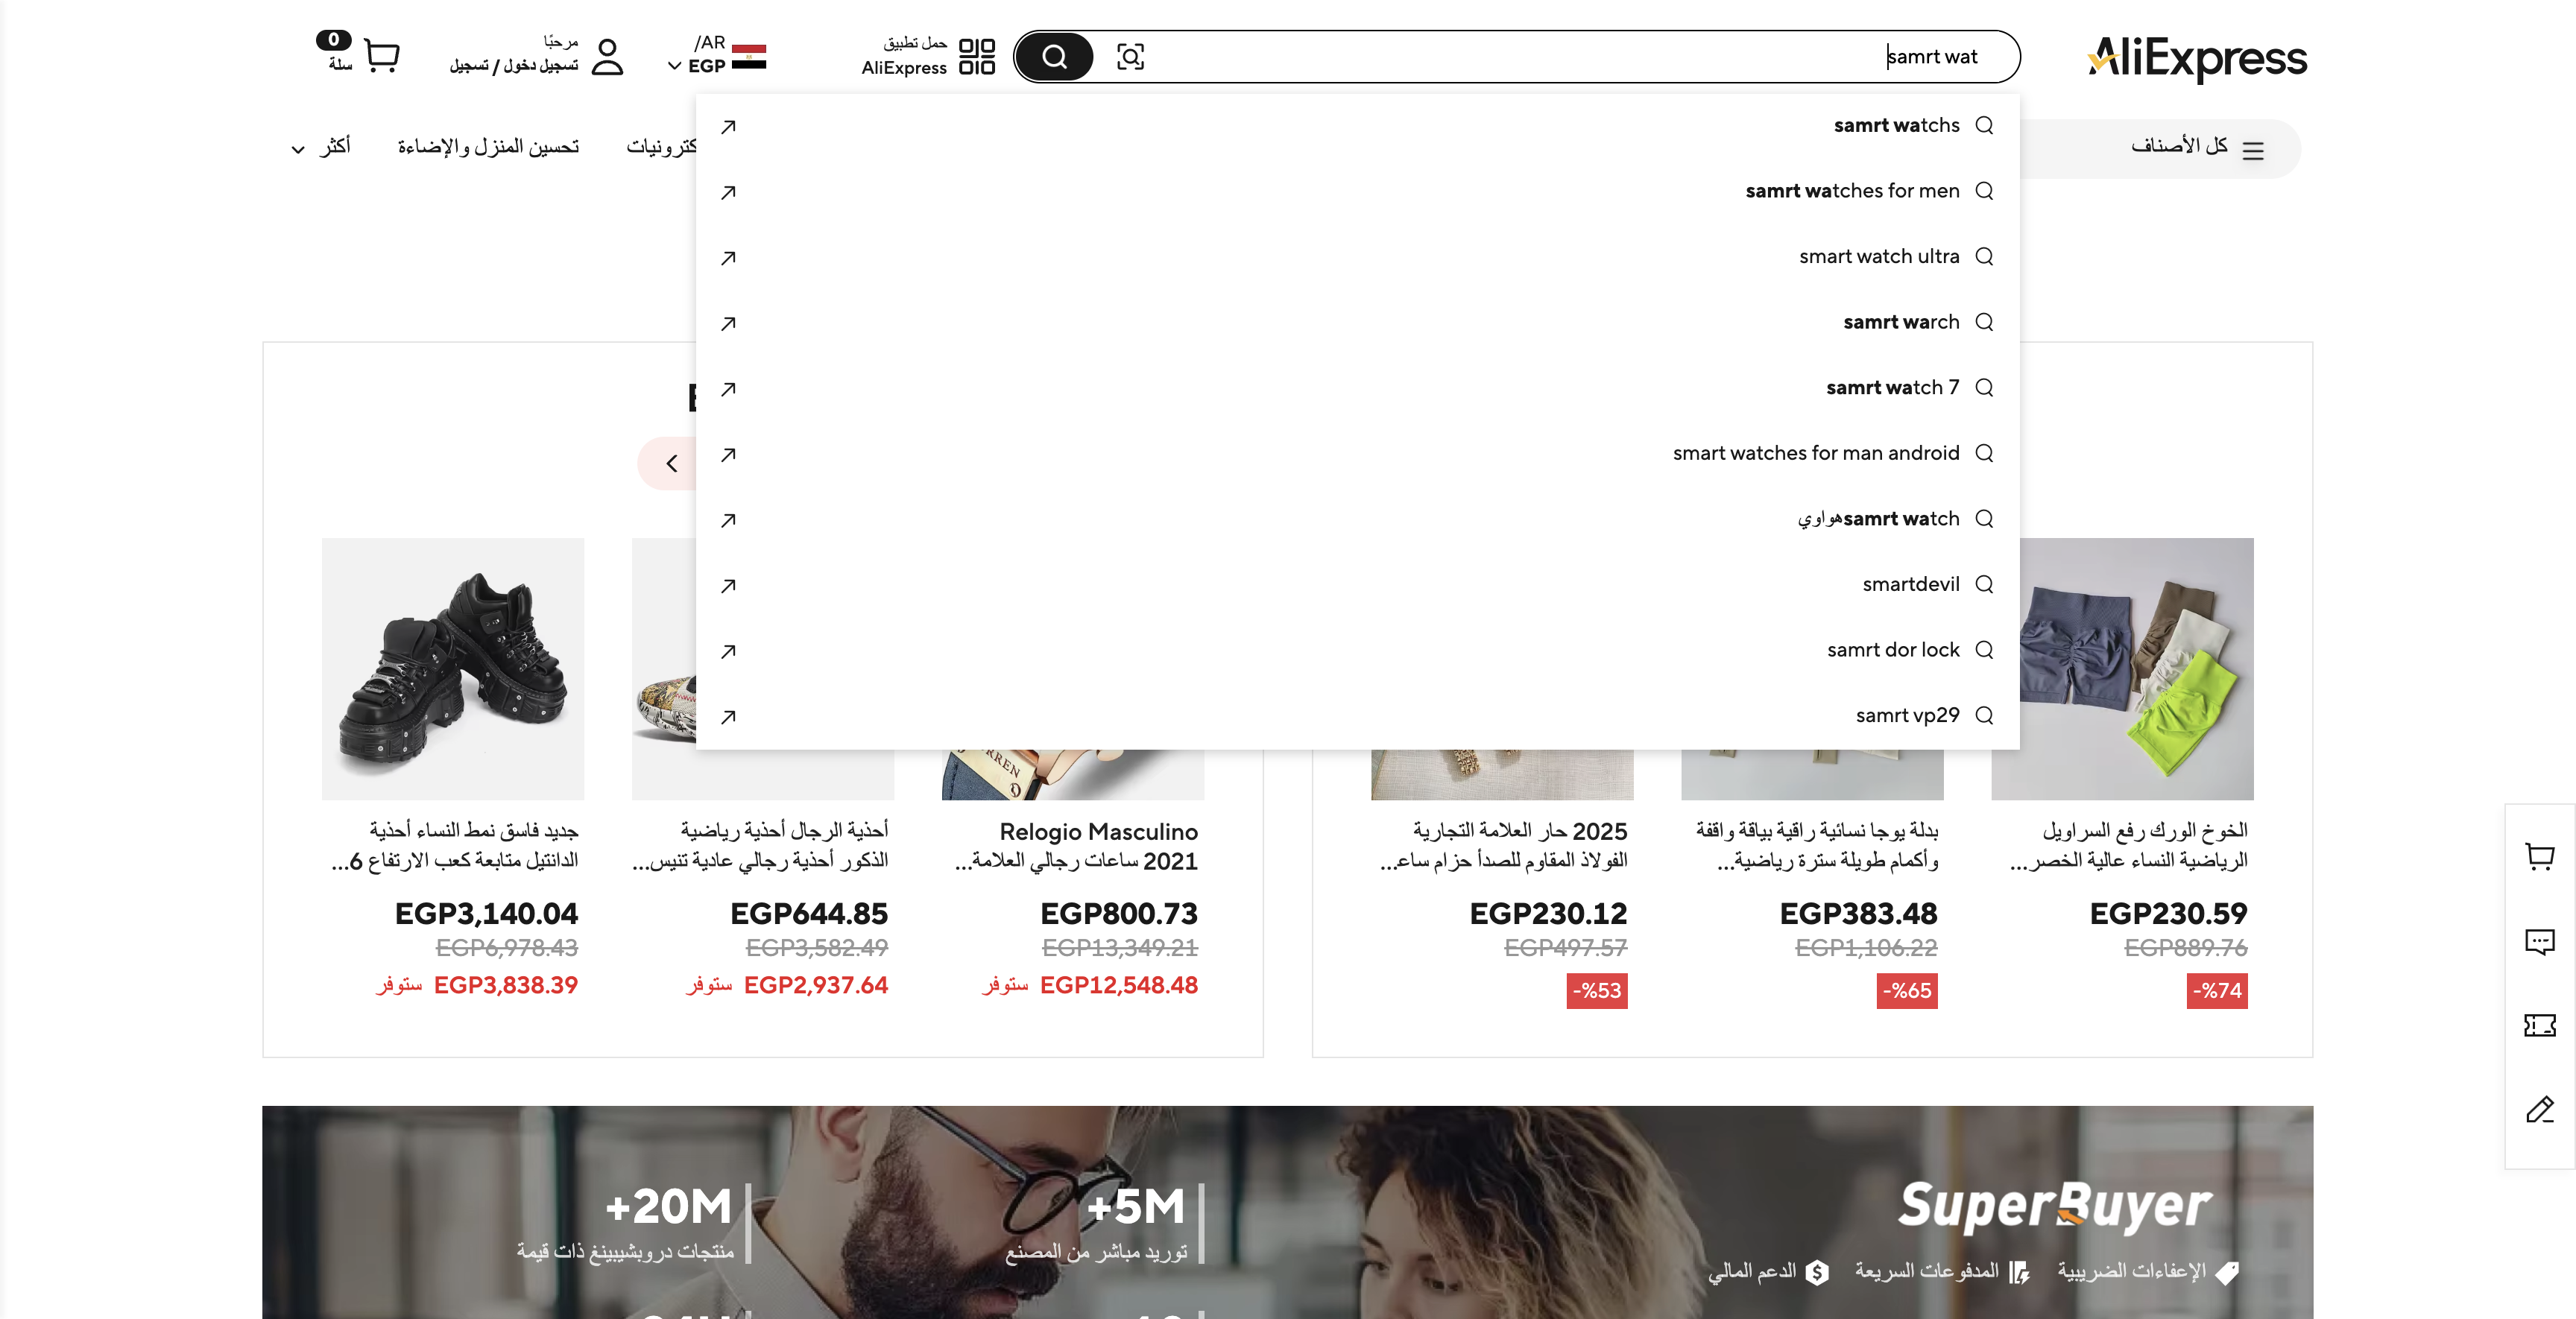 AliExpress
samrt wat
حمل تطبيق
AliExpress
/AR
EGP
مرحبًا
تسجيل دخول / تسجيل
0
سلة
كل الأصناف
تحسين المنزل والإضاءة
أكثر
samrt watchs
samrt watches for men
smart watch ultra
samrt warch
samrt watch 7
smart watches for man android
samrt watchهواوي
smartdevil
samrt dor lock
samrt vp29
الخوخ الورك رفع السراويل
الرياضية النساء عالية الخصر...
EGP230.59
EGP889.76
-%74
بدلة يوجا نسائية راقية بياقة واقفة
وأكمام طويلة سترة رياضية...
EGP383.48
EGP1,106.22
-%65
2025 حار العلامة التجارية
الفولاذ المقاوم للصدأ حزام ساعـ...
EGP230.12
EGP497.57
-%53
Relogio Masculino
2021 ساعات رجالي العلامة...
EGP800.73
EGP13,349.21
ستوفر EGP12,548.48
أحذية الرجال أحذية رياضية
الذكور أحذية رجالي عادية تنيس...
EGP644.85
EGP3,582.49
ستوفر EGP2,937.64
جديد فاسق نمط النساء أحذية
الدانتيل متابعة كعب الارتفاع 6...
EGP3,140.04
EGP6,978.43
ستوفر EGP3,838.39
SuperBuyer
الإعفاءات الضريبية
المدفوعات السريعة
الدعم المالي
+5M
توريد مباشر من المصنع
+20M
منتجات دروبشيبينغ ذات قيمة